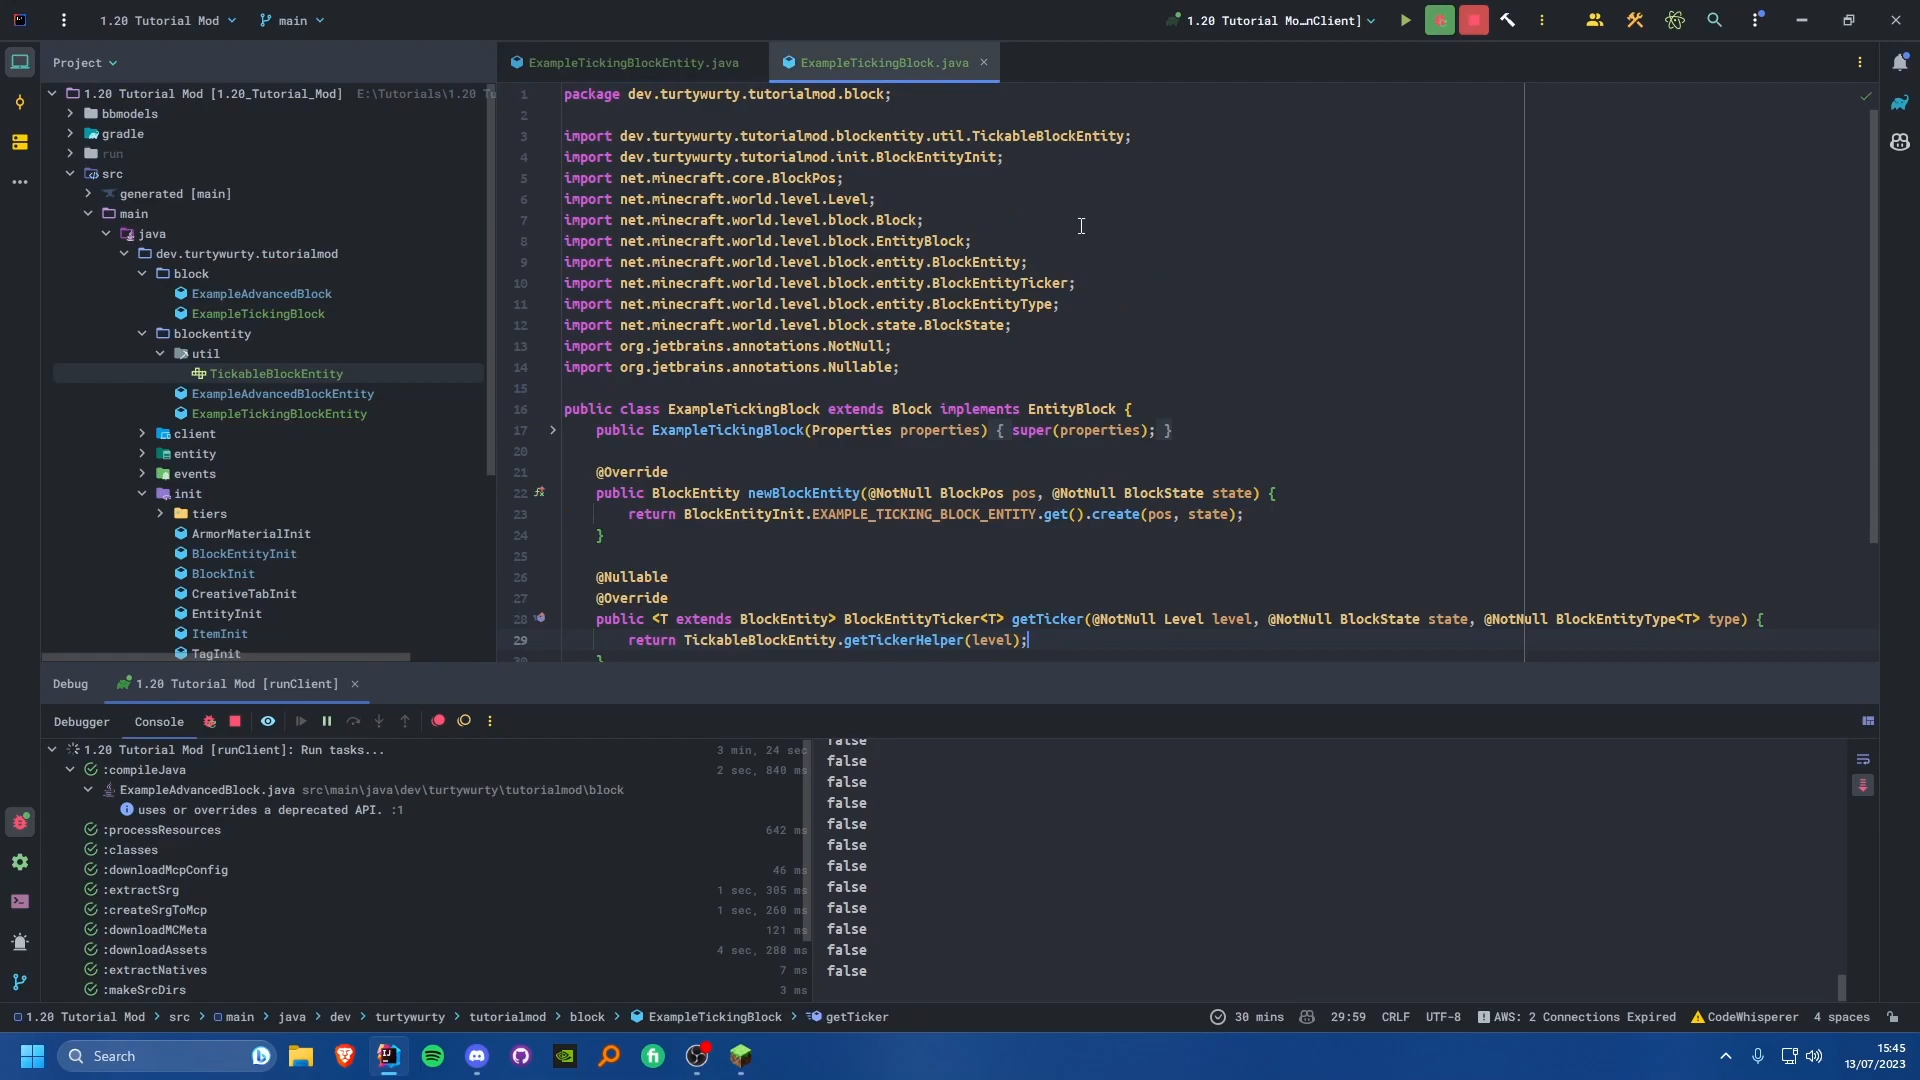 1.20 Tutorial Mod
main
1.20 Tutorial Mo…nClient]
Project
ExampleTickingBlockEntity.java
ExampleTickingBlock.java
1.20 Tutorial Mod [1.20_Tutorial_Mod] E:\Tutorials\1.20 Tu
bbmodels
gradle
run
src
generated [main]
main
java
dev.turtywurty.tutorialmod
block
ExampleAdvancedBlock
ExampleTickingBlock
blockentity
util
TickableBlockEntity
ExampleAdvancedBlockEntity
ExampleTickingBlockEntity
client
entity
events
init
tiers
ArmorMaterialInit
BlockEntityInit
BlockInit
CreativeTabInit
EntityInit
ItemInit
TagInit
1 package dev.turtywurty.tutorialmod.block;
2
3 import dev.turtywurty.tutorialmod.blockentity.util.TickableBlockEntity;
4 import dev.turtywurty.tutorialmod.init.BlockEntityInit;
5 import net.minecraft.core.BlockPos;
6 import net.minecraft.world.level.Level;
7 import net.minecraft.world.level.block.Block;
8 import net.minecraft.world.level.block.EntityBlock;
9 import net.minecraft.world.level.block.entity.BlockEntity;
10 import net.minecraft.world.level.block.entity.BlockEntityTicker;
11 import net.minecraft.world.level.block.entity.BlockEntityType;
12 import net.minecraft.world.level.block.state.BlockState;
13 import org.jetbrains.annotations.NotNull;
14 import org.jetbrains.annotations.Nullable;
15
16 public class ExampleTickingBlock extends Block implements EntityBlock {
17 public ExampleTickingBlock(Properties properties) { super(properties); }
20
21 @Override
22 public BlockEntity newBlockEntity(@NotNull BlockPos pos, @NotNull BlockState state) {
23 return BlockEntityInit.EXAMPLE_TICKING_BLOCK_ENTITY.get().create(pos, state);
24 }
25
26 @Nullable
27 @Override
28 public <T extends BlockEntity> BlockEntityTicker<T> getTicker(@NotNull Level level, @NotNull BlockState state, @NotNull BlockEntityType<T> type) {
29 return TickableBlockEntity.getTickerHelper(level);
30 }
Debug
1.20 Tutorial Mod [runClient]
Debugger
Console
1.20 Tutorial Mod [runClient]: Run tasks... 3 min, 24 sec
:compileJava 2 sec, 840 ms
ExampleAdvancedBlock.java src\main\java\dev\turtywurty\tutorialmod\block
uses or overrides a deprecated API. :1
:processResources 642 ms
:classes
:downloadMcpConfig 46 ms
:extractSrg 1 sec, 305 ms
:createSrgToMcp 1 sec, 260 ms
:downloadMCMeta 121 ms
:downloadAssets 4 sec, 288 ms
:extractNatives 7 ms
:makeSrcDirs 3 ms
false
false
false
false
false
false
false
false
false
false
false
false
1.20 Tutorial Mod > src > main > java > dev > turtywurty > tutorialmod > block > ExampleTickingBlock > getTicker
30 mins
29:59
CRLF
UTF-8
AWS: 2 Connections Expired
CodeWhisperer
4 spaces
Search
15:45
13/07/2023